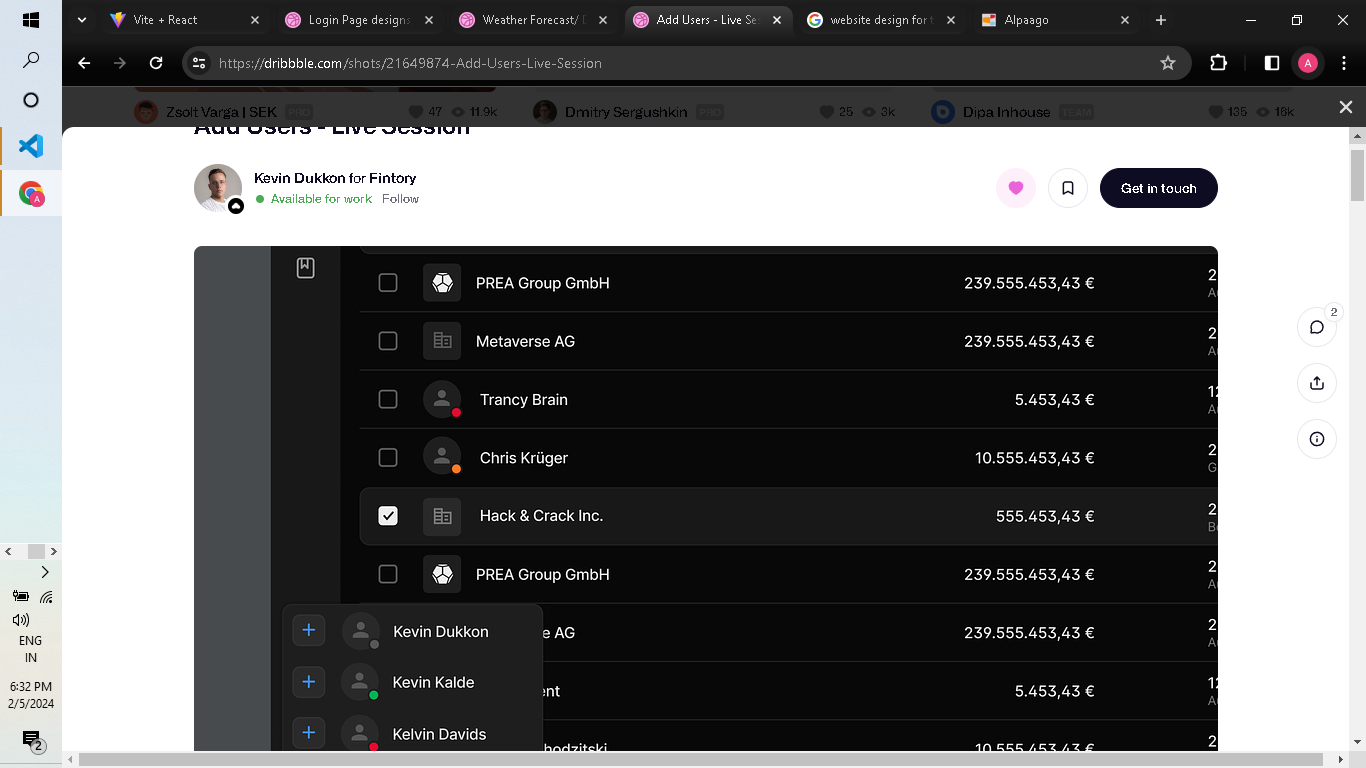 Vite + React
Login Page designs
Weather Forecast/ D
Add Users - Live Ses
website design for t
Alpaago
https://dribbble.com/shots/21649874-Add-Users-Live-Session
A
Zsolt Varga | SEK PRO 47 11.9k
Dmitry Sergushkin PRO 25 3k
Dipa Inhouse TEAM 135 16k
Add Users - Live Session
Kevin Dukkon for Fintory
Available for work Follow
Get in touch
PREA Group GmbH 239.555.453,43 € 2
Metaverse AG 239.555.453,43 € 2
Trancy Brain 5.453,43 € 12
Chris Krüger 10.555.453,43 € 2
Hack & Crack Inc. 555.453,43 € 2
PREA Group GmbH 239.555.453,43 € 2
e AG 239.555.453,43 € 2
ent 5.453,43 € 12
hodzitski 10.555.453,43 € 2
Kevin Dukkon
Kevin Kalde
Kelvin Davids
2
A
ENG
IN
6:32 PM
2/5/2024
2